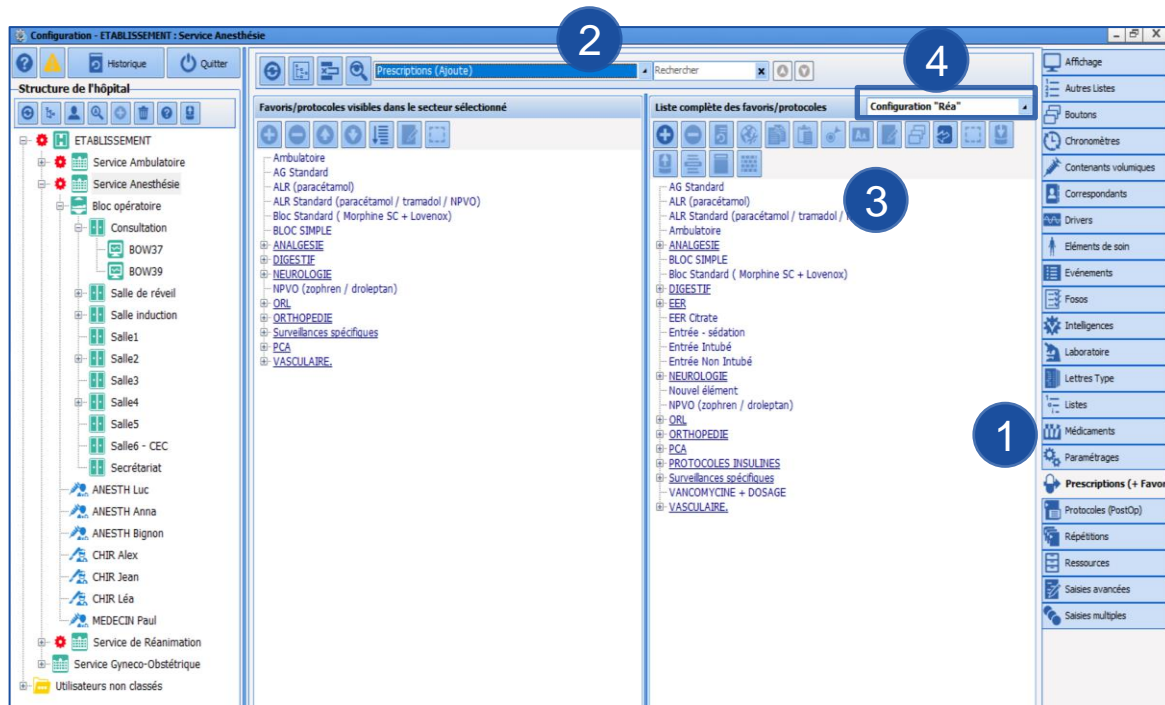 Configuration - ETABLISSEMENT : Service Anesthésie
Historique
Quitter
Structure de l'hôpital
ETABLISSEMENT
Service Ambulatoire
Service Anesthésie
Bloc opératoire
Consultation
BOW37
BOW39
Salle de réveil
Salle induction
Salle1
Salle2
Salle3
Salle4
Salle5
Salle6 - CEC
Secrétariat
ANESTH Luc
ANESTH Anna
ANESTH Bignon
CHIR Alex
CHIR Jean
CHIR Léa
MEDECIN Paul
Service de Réanimation
Service Gyneco-Obstétrique
Utilisateurs non classés
2
Prescriptions (Ajoute)
Rechercher
Favoris/protocoles visibles dans le secteur sélectionné
Ambulatoire
AG Standard
ALR (paracétamol)
ALR Standard (paracétamol / tramadol / NPVO)
Bloc Standard ( Morphine SC + Lovenox)
BLOC SIMPLE
ANALGESIE
DIGESTIF
NEUROLOGIE
NPVO (zophren / droleptan)
ORL
ORTHOPEDIE
Surveillances spécifiques
PCA
VASCULAIRE.
4
Liste complète des favoris/protocoles
Configuration "Réa"
3
AG Standard
ALR (paracétamol)
ALR Standard (paracétamol / tramadol /
Ambulatoire
ANALGESIE
BLOC SIMPLE
Bloc Standard ( Morphine SC + Lovenox)
DIGESTIF
EER
EER Citrate
Entrée - sédation
Entrée Intubé
Entrée Non Intubé
NEUROLOGIE
Nouvel élément
NPVO (zophren / droleptan)
ORL
ORTHOPEDIE
PCA
PROTOCOLES INSULINES
Surveillances spécifiques
VANCOMYCINE + DOSAGE
VASCULAIRE.
1
Affichage
Autres Listes
Boutons
Chronomètres
Contenants volumiques
Correspondants
Drivers
Eléments de soin
Evénements
Fosos
Intelligences
Laboratoire
Lettres Type
Listes
Médicaments
Paramétrages
Prescriptions (+ Favor
Protocoles (PostOp)
Répétitions
Ressources
Saisies avancées
Saisies multiples